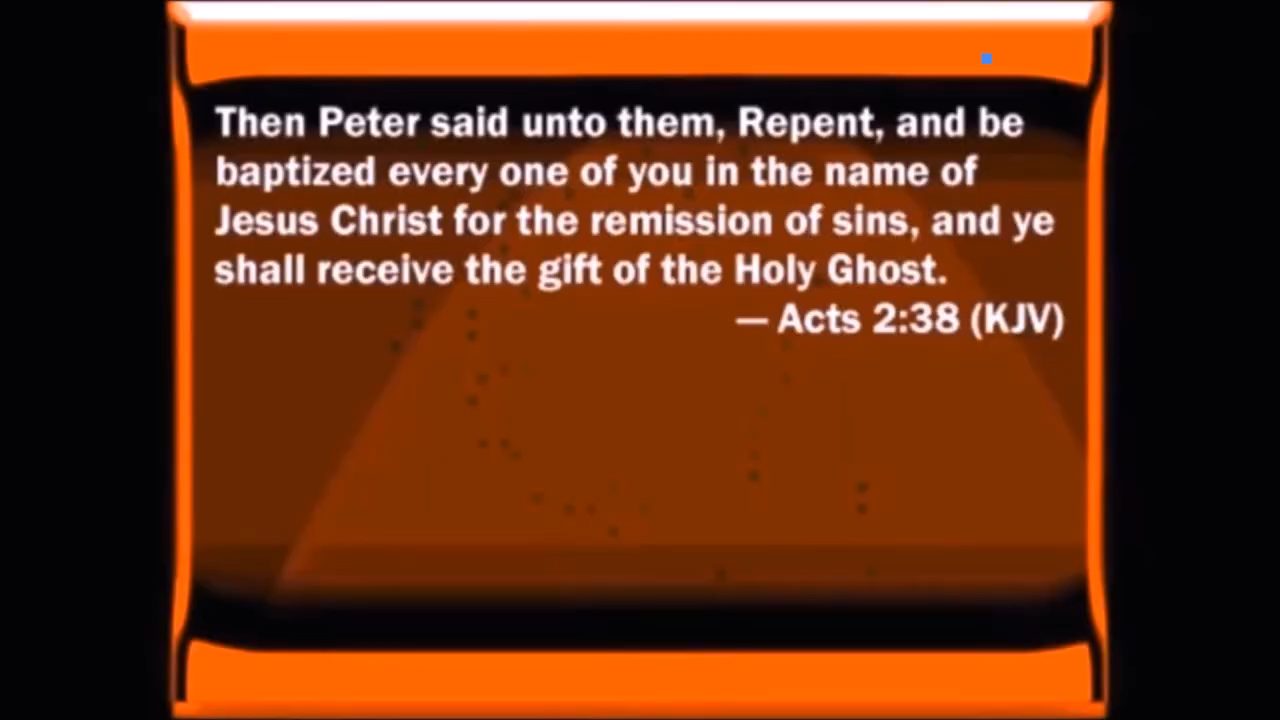 Then Peter said unto them, Repent, and be
baptized every one of you in the name of
Jesus Christ for the remission of sins, and ye
shall receive the gift of the Holy Ghost.
— Acts 2:38 (KJV)